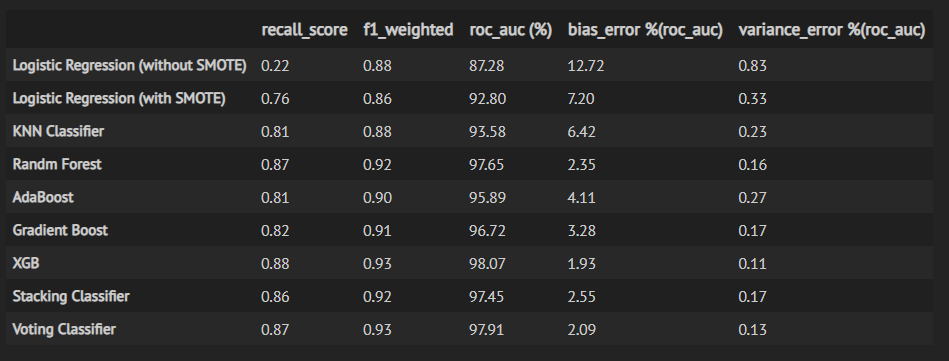 recall_score f1_weighted roc_auc (%) bias_error %(roc_auc) variance_error %(roc_auc)
Logistic Regression (without SMOTE) 0.22 0.88 87.28 12.72 0.83
Logistic Regression (with SMOTE) 0.76 0.86 92.80 7.20 0.33
KNN Classifier 0.81 0.88 93.58 6.42 0.23
Randm Forest 0.87 0.92 97.65 2.35 0.16
AdaBoost 0.81 0.90 95.89 4.11 0.27
Gradient Boost 0.82 0.91 96.72 3.28 0.17
XGB 0.88 0.93 98.07 1.93 0.11
Stacking Classifier 0.86 0.92 97.45 2.55 0.17
Voting Classifier 0.87 0.93 97.91 2.09 0.13